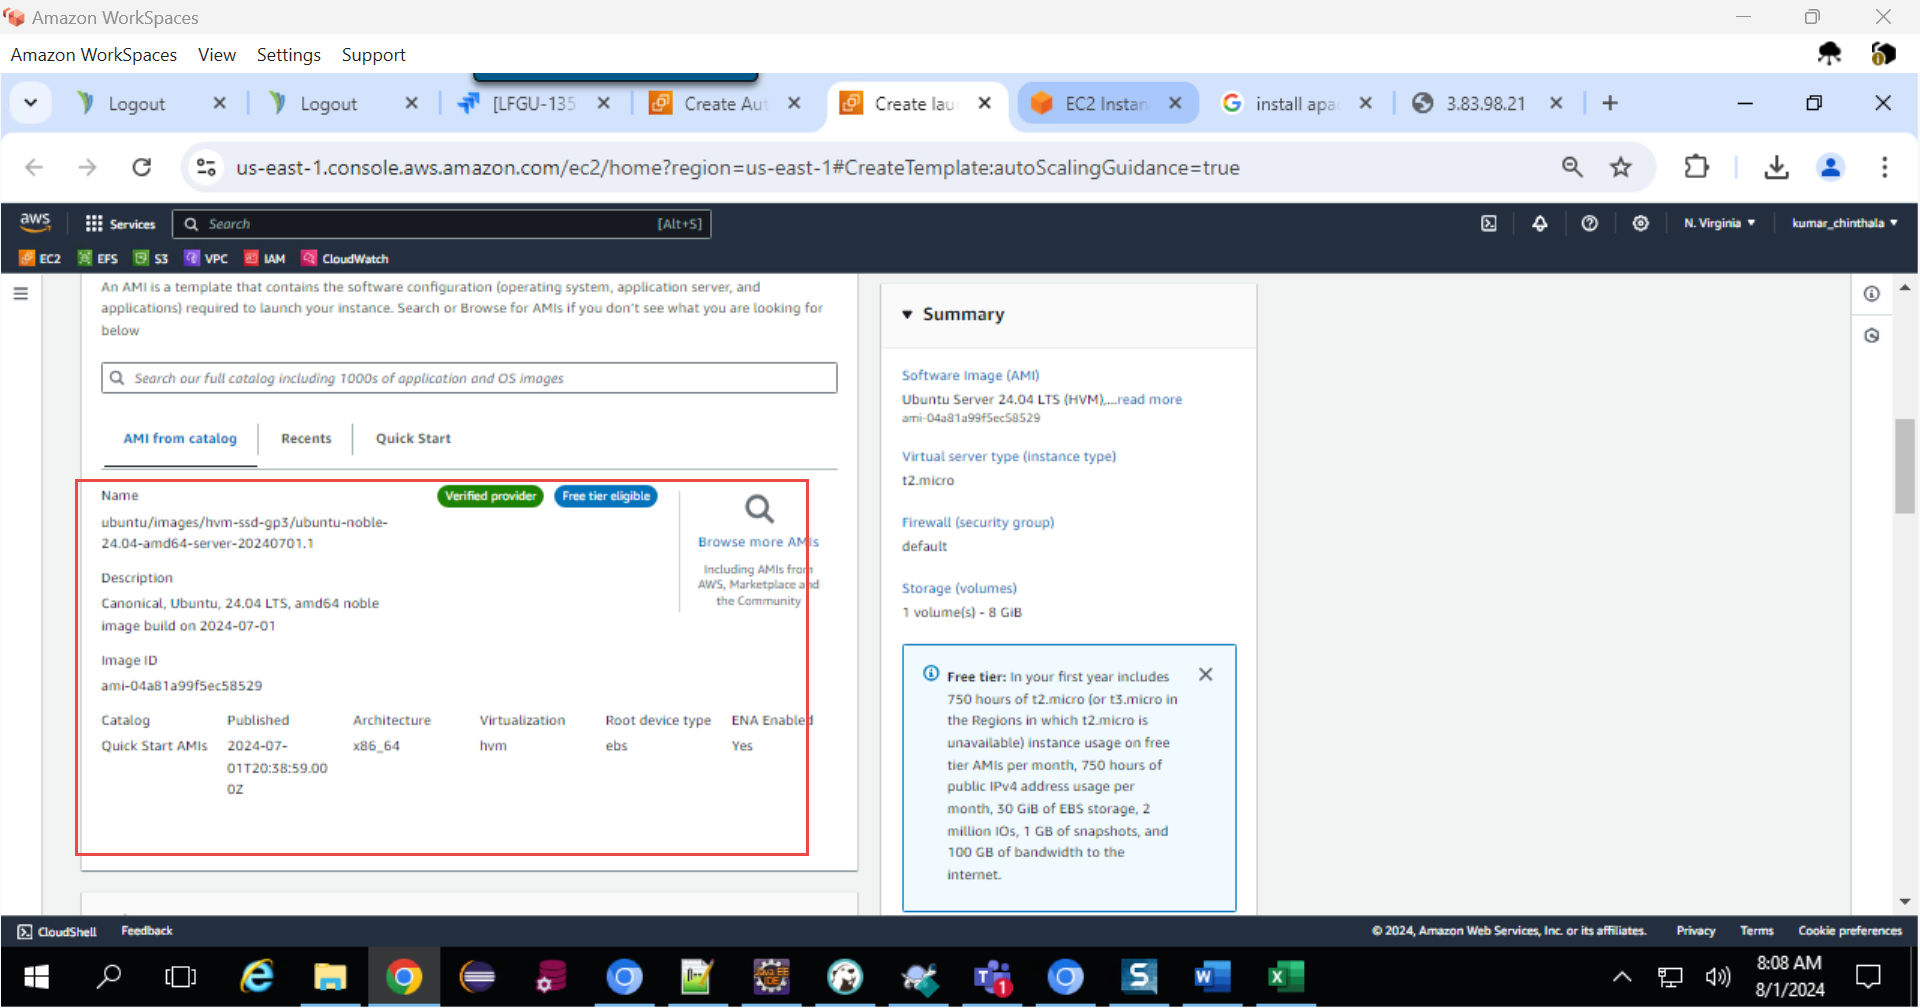 Amazon WorkSpaces
Amazon WorkSpaces View Settings Support
Logout Logout [LFGU-135 Create Aut Create lau EC2 Instan install apa 3.83.98.21
us-east-1.console.aws.amazon.com/ec2/home?region=us-east-1#CreateTemplate:autoScalingGuidance=true
aws Services Search [Alt+S] N. Virginia kumar_chinthala
EC2 EFS S3 VPC IAM CloudWatch
An AMI is a template that contains the software configuration (operating system, application server, and
applications) required to launch your instance. Search or Browse for AMIs if you don't see what you are looking for
below
Search our full catalog including 1000s of application and OS images
AMI from catalog Recents Quick Start
Name
Verified provider Free tier eligible
ubuntu/images/hvm-ssd-gp3/ubuntu-noble-
24.04-amd64-server-20240701.1
Browse more AMIs
Including AMIs from
AWS, Marketplace and
the Community
Description
Canonical, Ubuntu, 24.04 LTS, amd64 noble
image build on 2024-07-01
Image ID
ami-04a81a99f5ec58529
Catalog Published Architecture Virtualization Root device type ENA Enabled
Quick Start AMIs 2024-07- x86_64 hvm ebs Yes
01T20:38:59.00
0Z
Summary
Software Image (AMI)
Ubuntu Server 24.04 LTS (HVM),...read more
ami-04a81a99f5ec58529
Virtual server type (instance type)
t2.micro
Firewall (security group)
default
Storage (volumes)
1 volume(s) - 8 GiB
Free tier: In your first year includes
750 hours of t2.micro (or t3.micro in
the Regions in which t2.micro is
unavailable) instance usage on free
tier AMIs per month, 750 hours of
public IPv4 address usage per
month, 30 GiB of EBS storage, 2
million IOs, 1 GB of snapshots, and
100 GB of bandwidth to the
internet.
CloudShell Feedback © 2024, Amazon Web Services, Inc. or its affiliates. Privacy Terms Cookie preferences
8:08 AM
8/1/2024